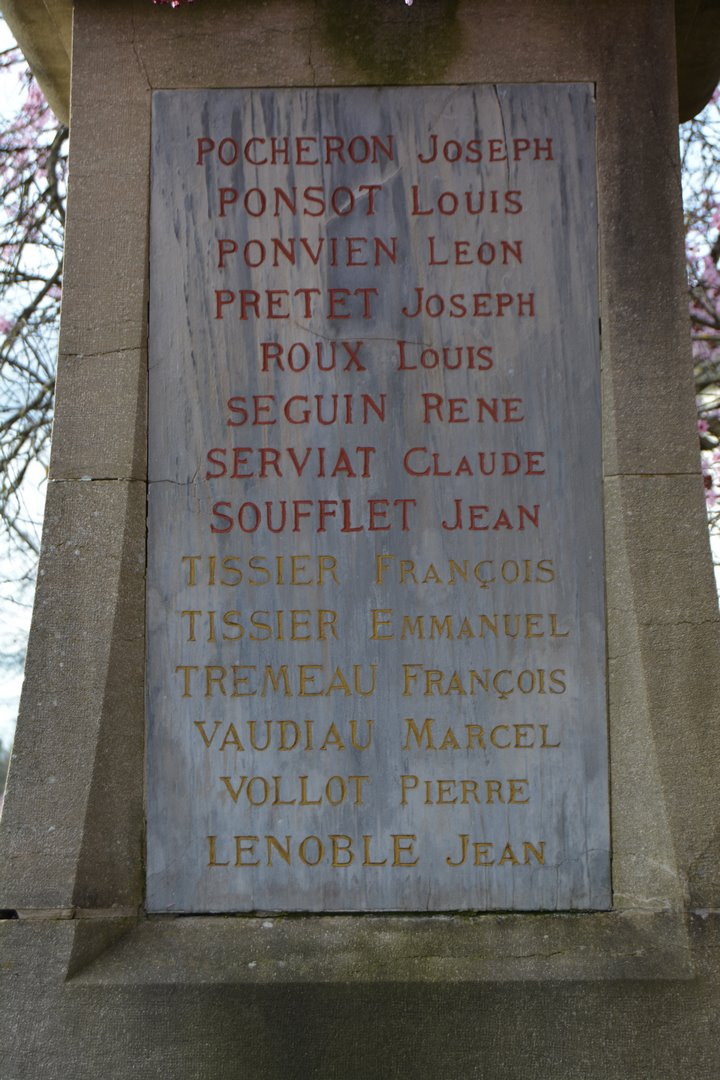 POCHERON JOSEPH
PONSOT LOUIS
PONVIEN LEON
PRETET JOSEPH
ROUX LOUIS
SEGUIN RENE
SERVIAT CLAUDE
SOUFFLET JEAN
TISSIER FRANÇOIS
TISSIER EMMANUEL
TREMEAU FRANÇOIS
VAUDIAU MARCEL
VOLLOT PIERRE
LENOBLE JEAN